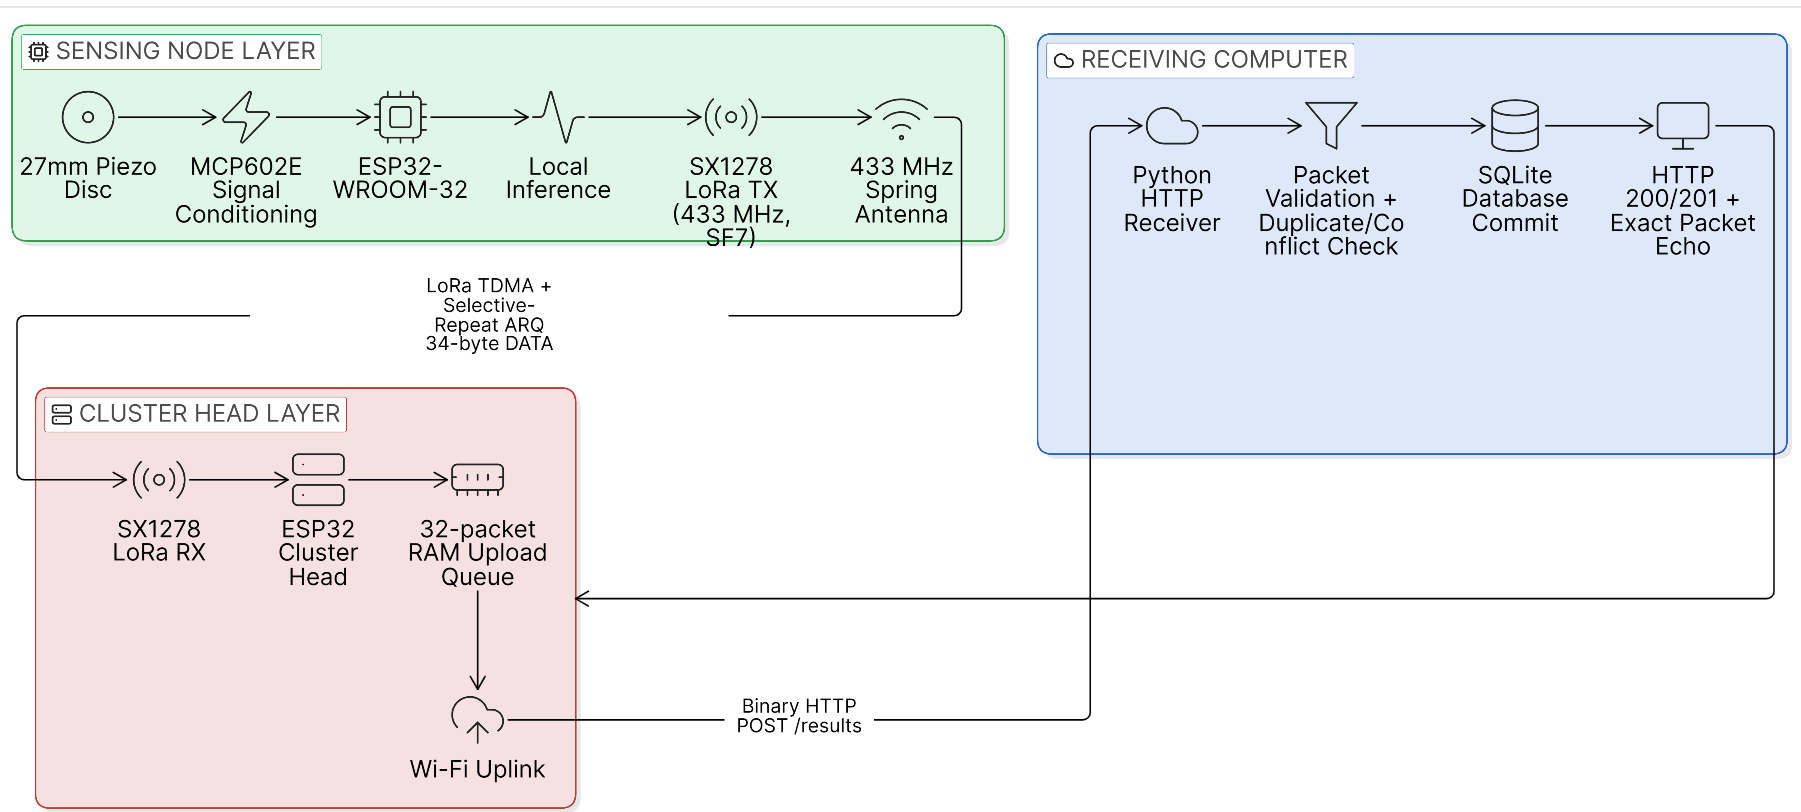 SENSING NODE LAYER
27mm Piezo
Disc
MCP602E
Signal
Conditioning
ESP32-
WROOM-32
Local
Inference
SX1278
LoRa TX
(433 MHz,
SF7)
433 MHz
Spring
Antenna
RECEIVING COMPUTER
Python
HTTP
Receiver
Packet
Validation +
Duplicate/Co
nflict Check
SQLite
Database
Commit
HTTP
200/201 +
Exact Packet
Echo
LoRa TDMA +
Selective-
Repeat ARQ
34-byte DATA
CLUSTER HEAD LAYER
SX1278
LoRa RX
ESP32
Cluster
Head
32-packet
RAM Upload
Queue
Wi-Fi Uplink
Binary HTTP
POST /results